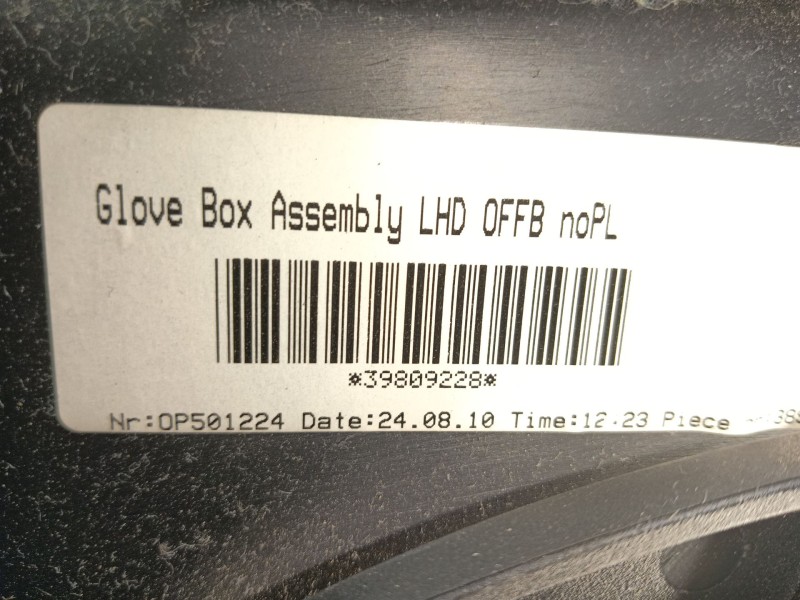 Glove Box Assembly LHD OFFB noPL
*39809228*
Nr:OP501224 Date:24.08.10 Time:12.23 Piece